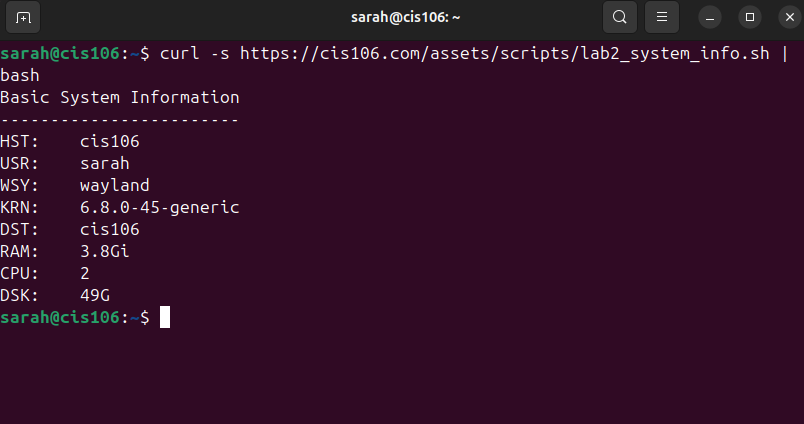 sarah@cis106: ~
sarah@cis106:~$ curl -s https://cis106.com/assets/scripts/lab2_system_info.sh |
bash
Basic System Information
------------------------
HST:    cis106
USR:    sarah
WSY:    wayland
KRN:    6.8.0-45-generic
DST:    cis106
RAM:    3.8Gi
CPU:    2
DSK:    49G
sarah@cis106:~$